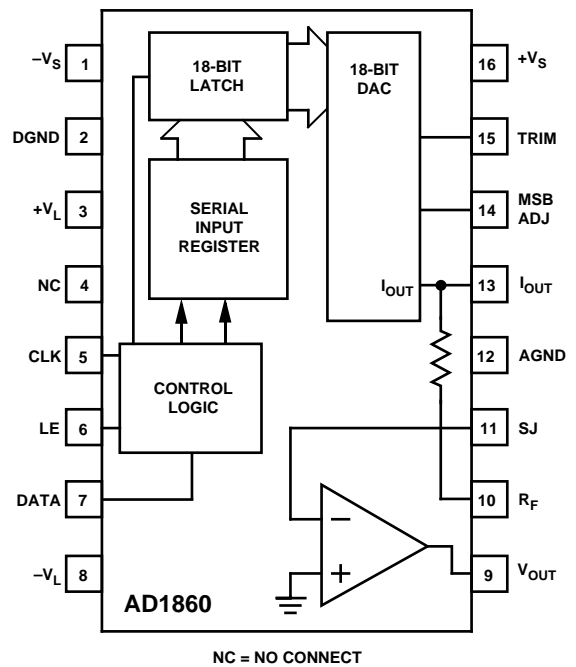 –VS 1
DGND 2
+VL 3
NC 4
CLK 5
LE 6
DATA 7
–VL 8
18-BIT
LATCH
SERIAL
INPUT
REGISTER
CONTROL
LOGIC
18-BIT
DAC
IOUT
–
+
AD1860
16 +VS
15 TRIM
14 MSB
ADJ
13 IOUT
12 AGND
11 SJ
10 RF
9 VOUT
NC = NO CONNECT